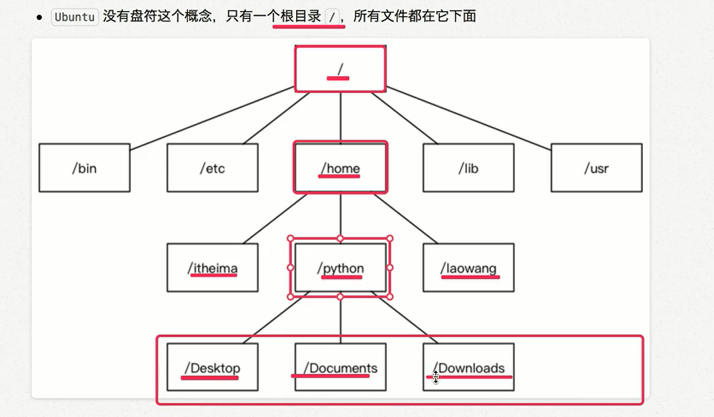 Ubuntu 没有盘符这个概念，只有一个根目录 /，所有文件都在它下面
/
/bin /etc /home /lib /usr
/itheima /python /laowang
/Desktop /Documents /Downloads